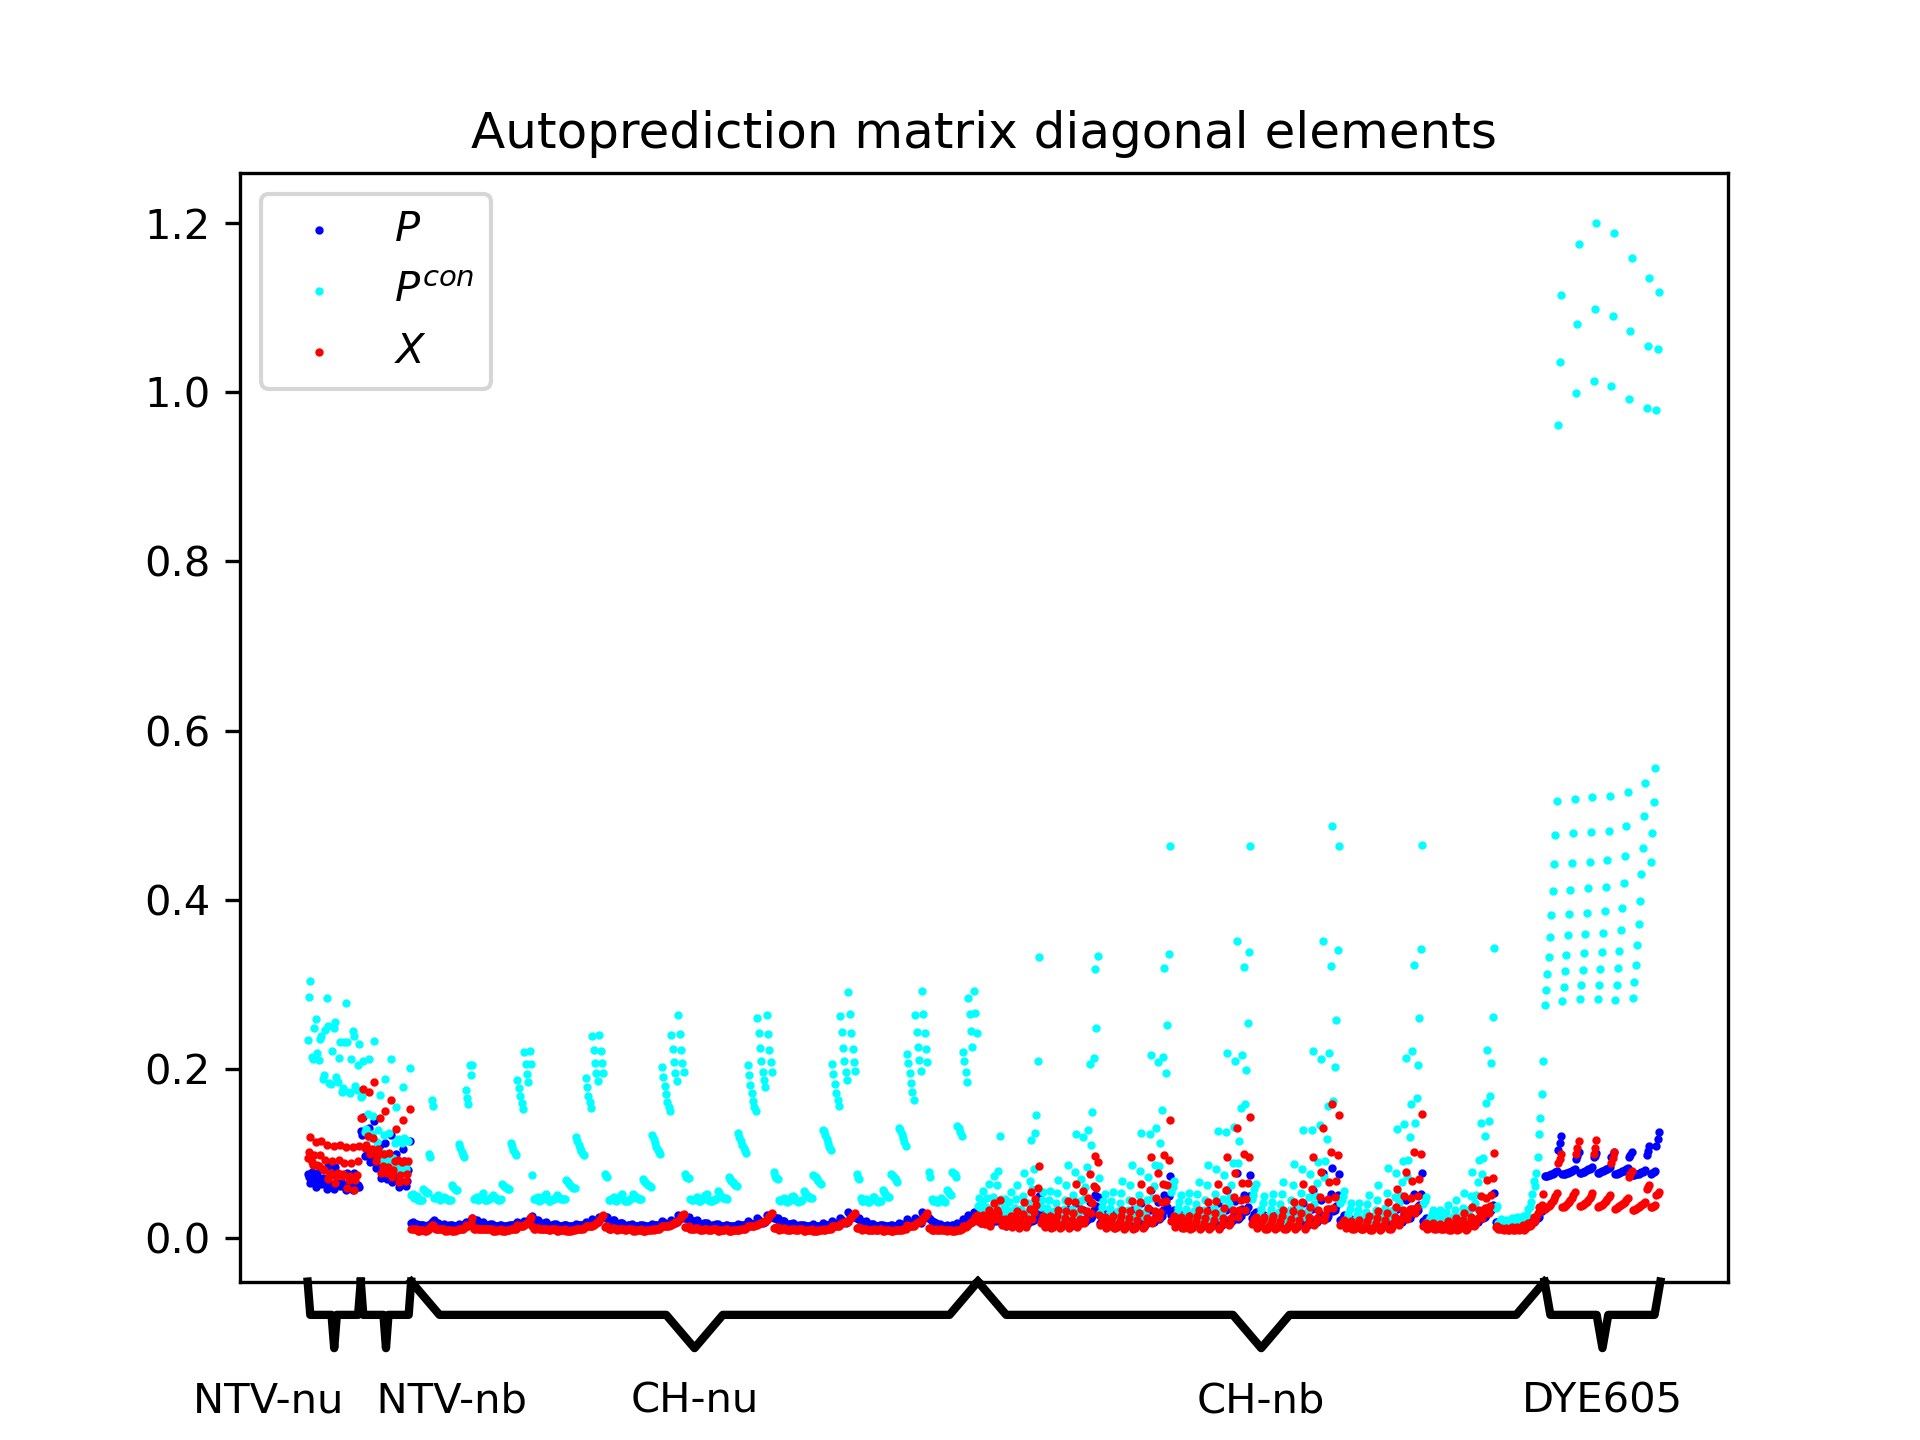 Autoprediction matrix diagonal elements
P
P^con
X
1.2
1.0
0.8
0.6
0.4
0.2
0.0
NTV-nu NTV-nb CH-nu CH-nb DYE605